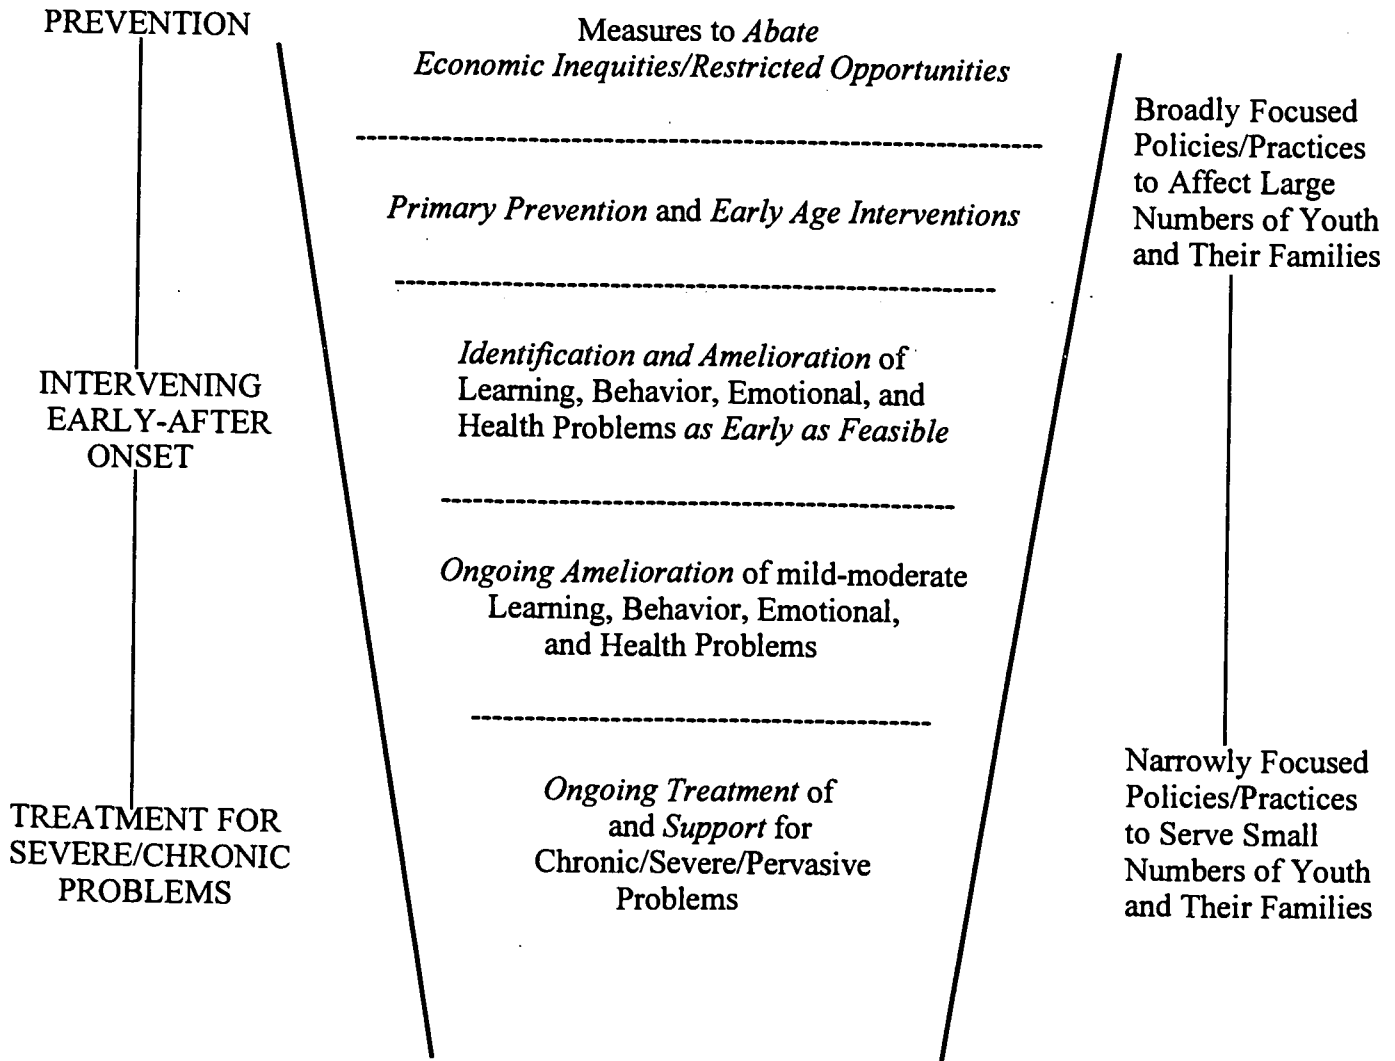 PREVENTION
Measures to Abate
Economic Inequities/Restricted Opportunities
Broadly Focused
Policies/Practices
to Affect Large
Numbers of Youth
and Their Families
Primary Prevention and Early Age Interventions
INTERVENING
EARLY-AFTER
ONSET
Identification and Amelioration of
Learning, Behavior, Emotional, and
Health Problems as Early as Feasible
Ongoing Amelioration of mild-moderate
Learning, Behavior, Emotional,
and Health Problems
TREATMENT FOR
SEVERE/CHRONIC
PROBLEMS
Ongoing Treatment of
and Support for
Chronic/Severe/Pervasive
Problems
Narrowly Focused
Policies/Practices
to Serve Small
Numbers of Youth
and Their Families